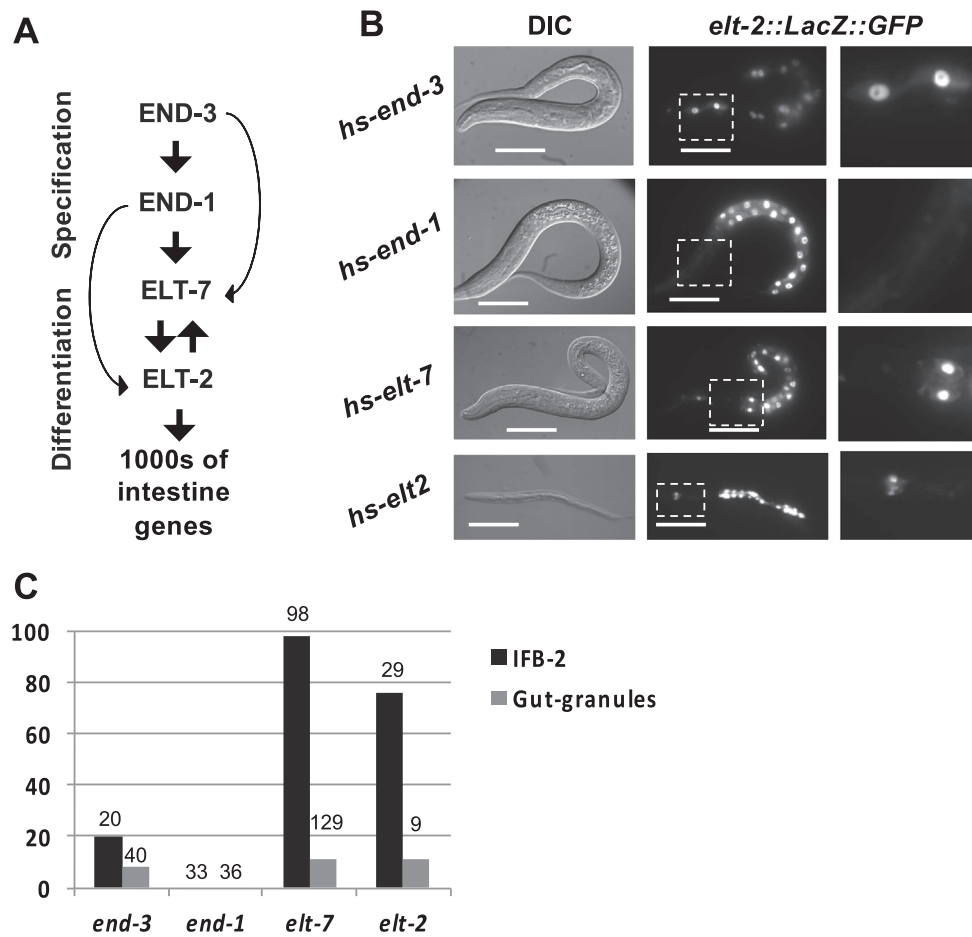 A
Specification
Differentiation
END-3
END-1
ELT-7
ELT-2
1000s of
intestine
genes
B
DIC
elt-2::LacZ::GFP
hs-end-3
hs-end-1
hs-elt-7
hs-elt2
C
100
80
60
40
20
0
20
40
33 36
98
129
29
9
end-3 end-1 elt-7 elt-2
IFB-2
Gut-granules